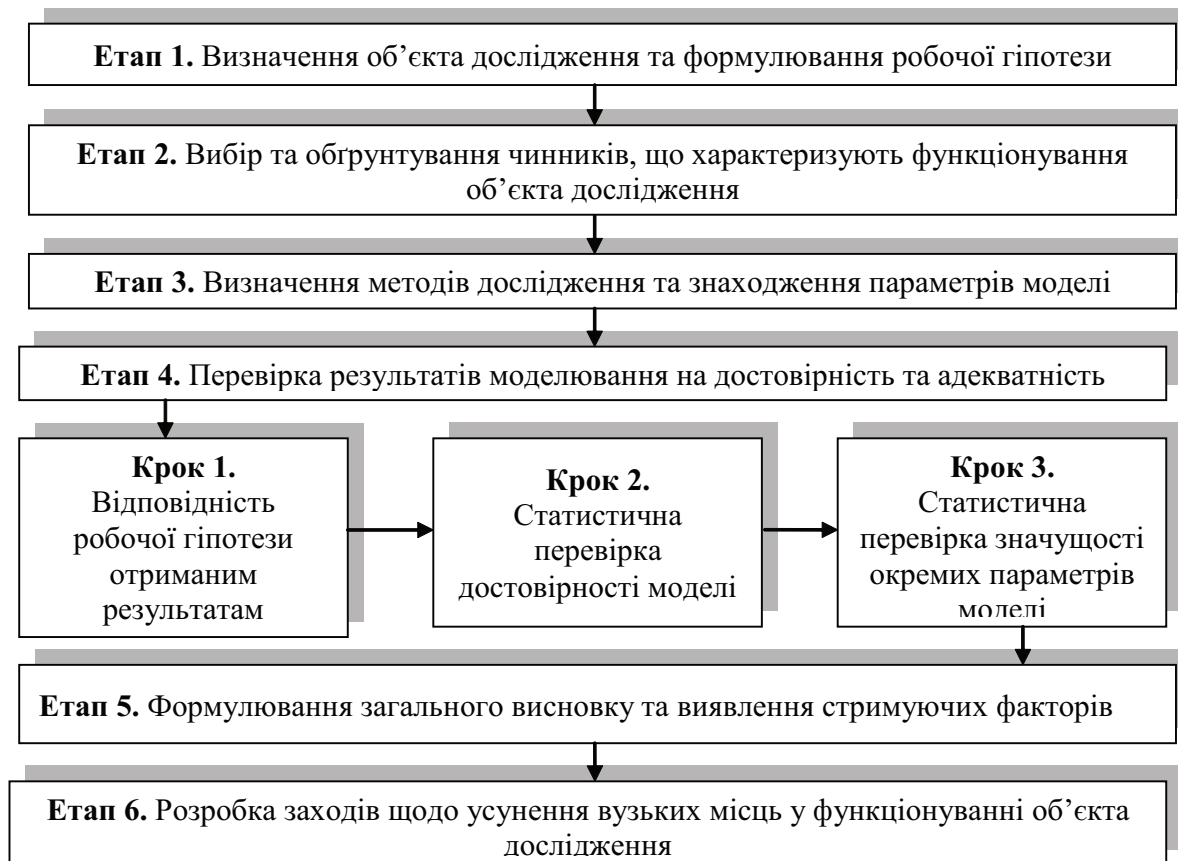 Етап 1. Визначення об’єкта дослідження та формулювання робочої гіпотези
Етап 2. Вибір та обґрунтування чинників, що характеризують функціонування
об’єкта дослідження
Етап 3. Визначення методів дослідження та знаходження параметрів моделі
Етап 4. Перевірка результатів моделювання на достовірність та адекватність
Крок 1.
Відповідність
робочої гіпотези
отриманим
результатам
Крок 2.
Статистична
перевірка
достовірності моделі
Крок 3.
Статистична
перевірка значущості
окремих параметрів
моделі
Етап 5. Формулювання загального висновку та виявлення стримуючих факторів
Етап 6. Розробка заходів щодо усунення вузьких місць у функціонуванні об’єкта
дослідження